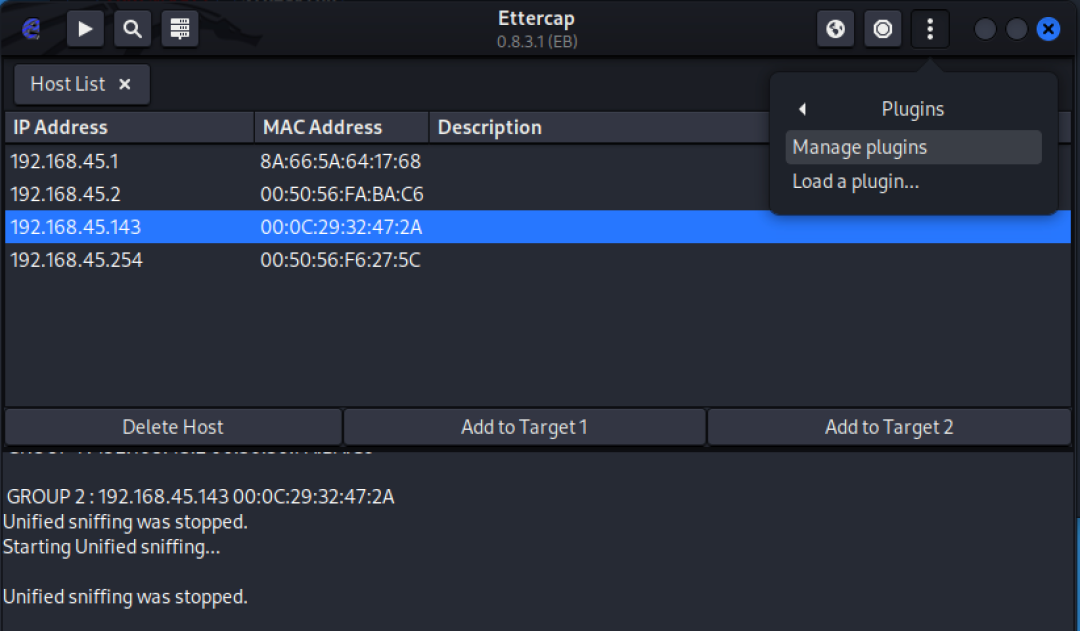 Ettercap
0.8.3.1 (EB)
Host List
Plugins
Manage plugins
Load a plugin...
IP Address MAC Address Description
192.168.45.1 8A:66:5A:64:17:68
192.168.45.2 00:50:56:FA:BA:C6
192.168.45.143 00:0C:29:32:47:2A
192.168.45.254 00:50:56:F6:27:5C
Delete Host Add to Target 1 Add to Target 2
GROUP 2 : 192.168.45.143 00:0C:29:32:47:2A
Unified sniffing was stopped.
Starting Unified sniffing...
Unified sniffing was stopped.